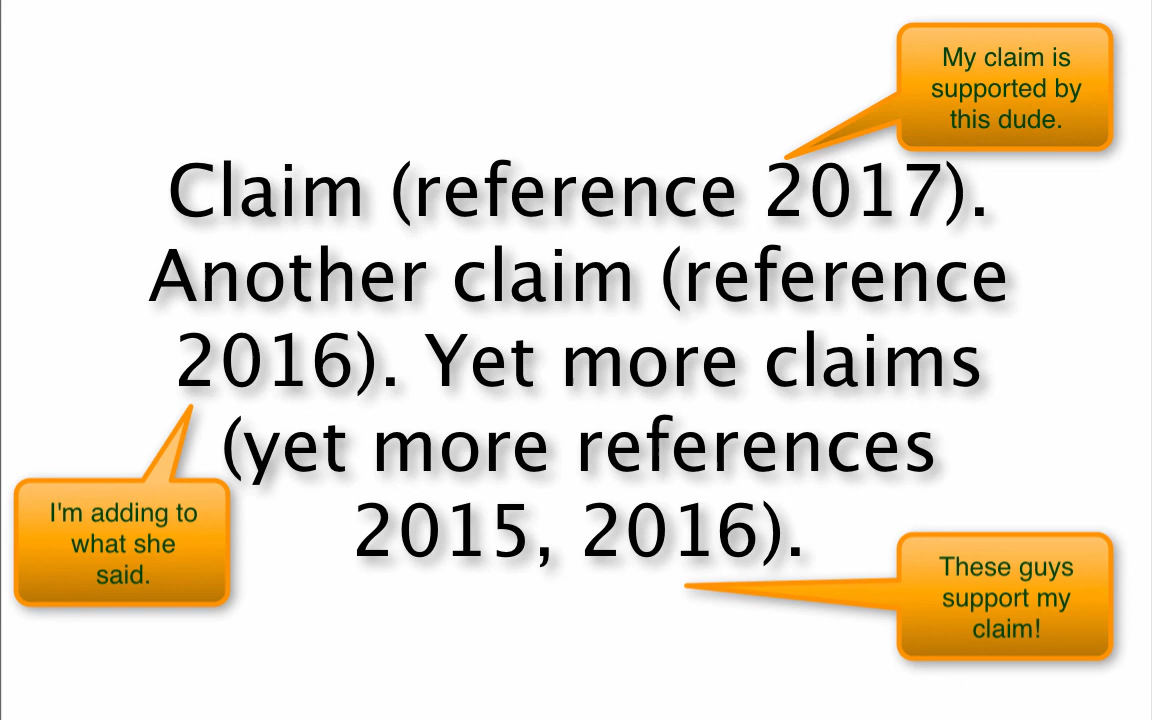 My claim is
supported by
this dude.
Claim (reference 2017).
Another claim (reference
2016). Yet more claims
(yet more references
2015, 2016).
I'm adding to
what she
said.
These guys
support my
claim!